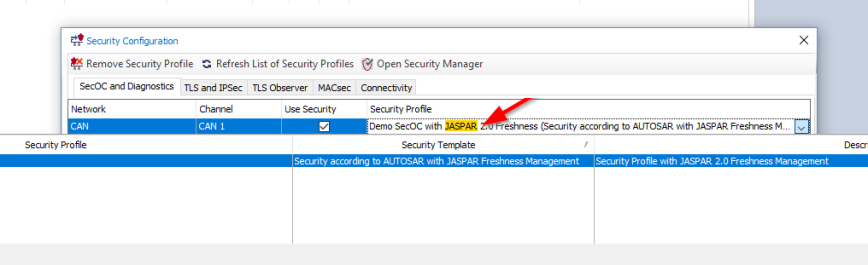 Security Configuration
Remove Security Profile Refresh List of Security Profiles Open Security Manager
SecOC and Diagnostics TLS and IPSec TLS Observer MACsec Connectivity
Network Channel Use Security Security Profile
CAN CAN 1 Demo SecOC with JASPAR 2.0 Freshness (Security according to AUTOSAR with JASPAR Freshness M...
Security Profile Security Template / Descri
Security according to AUTOSAR with JASPAR Freshness Management Security Profile with JASPAR 2.0 Freshness Management